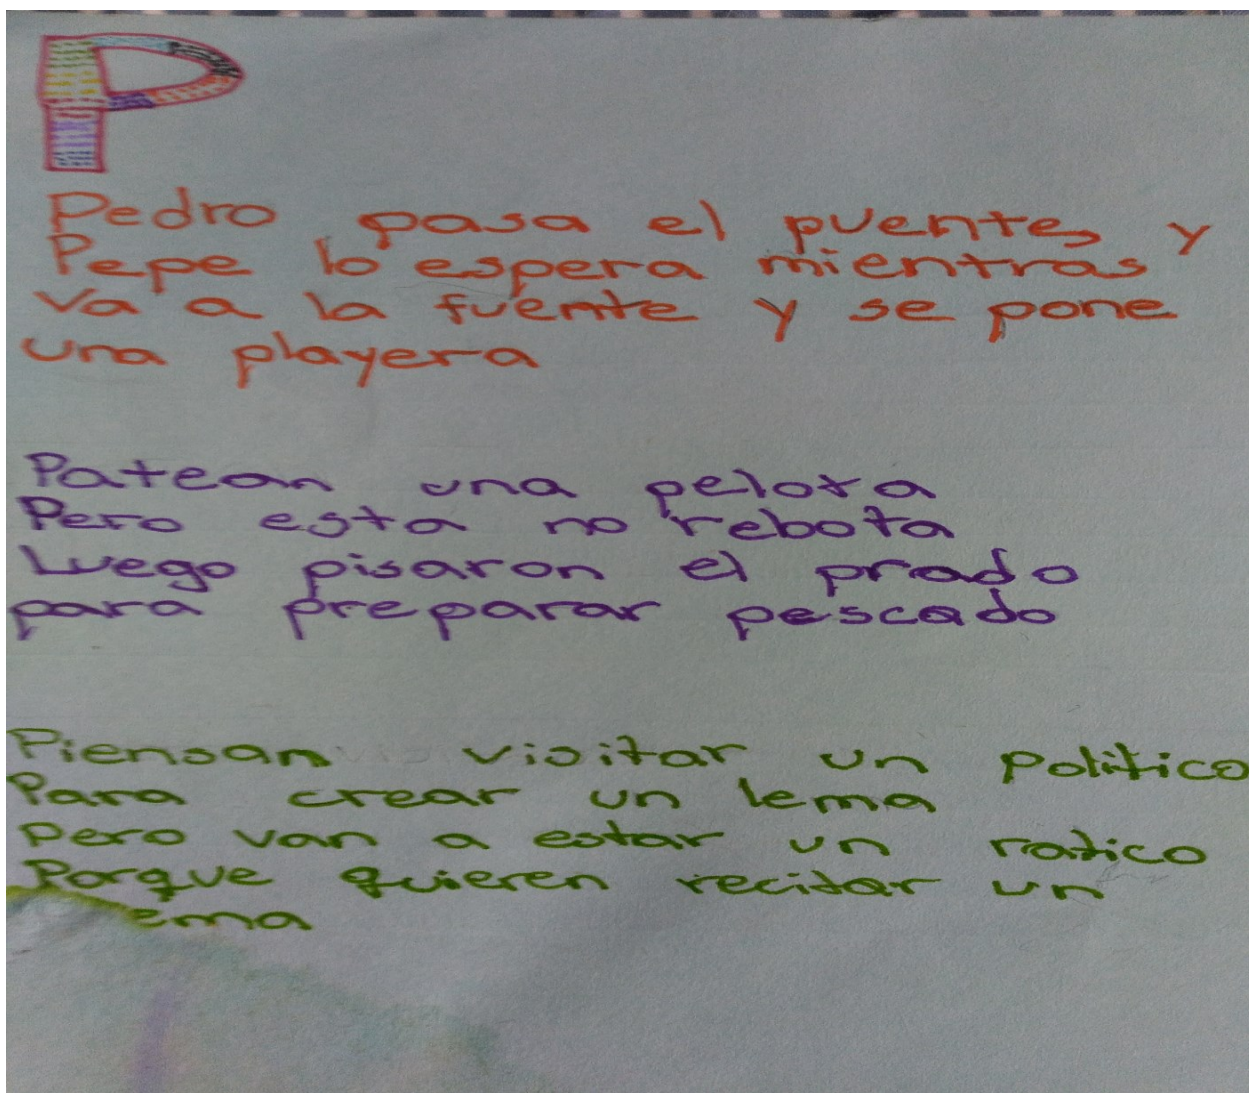 P
Pedro pasa el puente, y
Pepe lo espera mientras
va a la fuente y se pone
una playera
Patean una pelota
Pero esta no rebota
Luego pisaron el prado
para preparar pescado
Piensan visitar un político
Para crear un lema
pero van a estar un ratico
Porque quieren recitar un